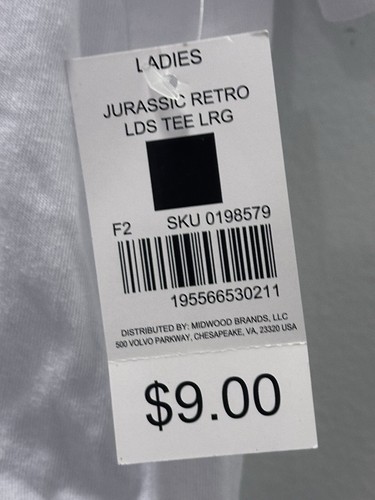 LADIES
JURASSIC RETRO
LDS TEE LRG
F2 SKU 0198579
195566530211
DISTRIBUTED BY: MIDWOOD BRANDS, LLC
500 VOLVO PARKWAY, CHESAPEAKE, VA, 23320 USA
$9.00